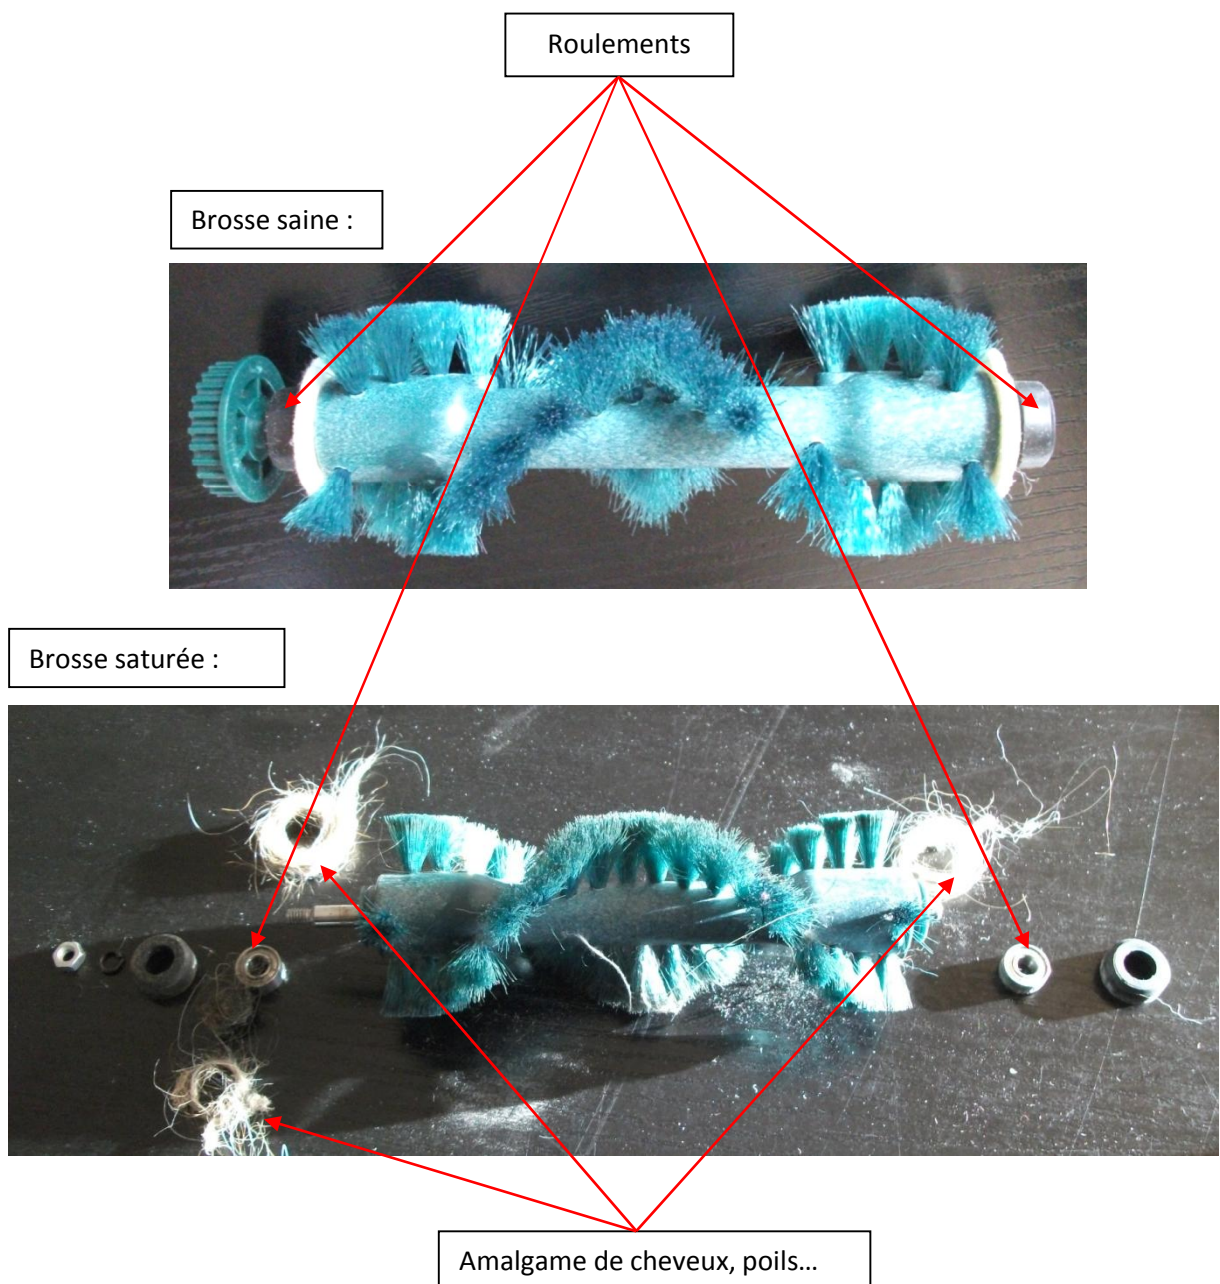 Roulements
Brosse saine :
Brosse saturée :
Amalgame de cheveux, poils…